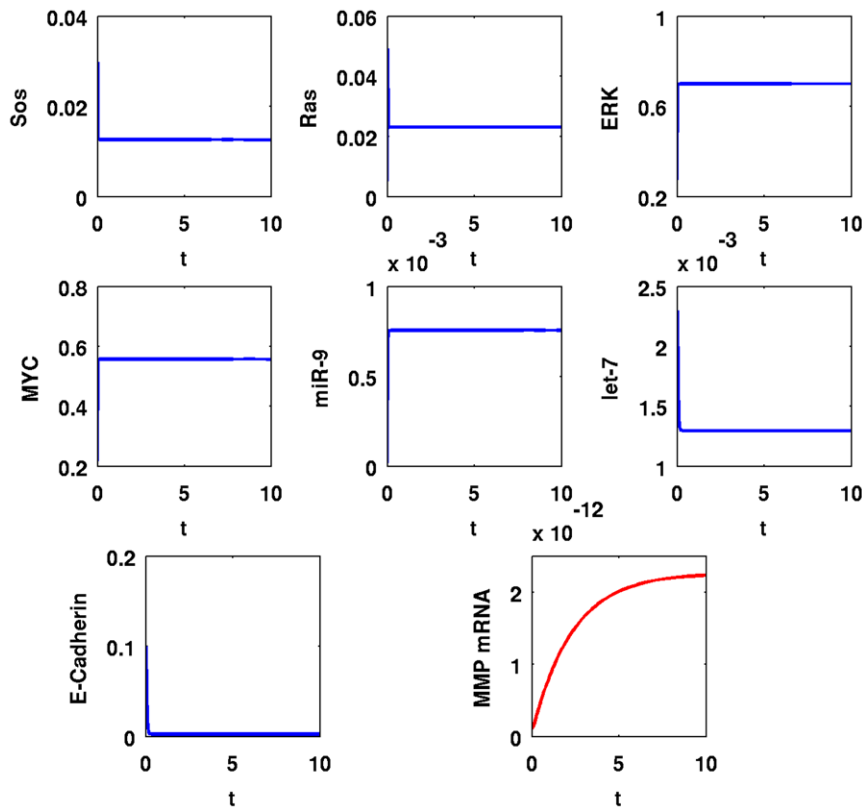 0.04
0.02
0
Sos
0 5 10
t
0.06
0.04
0.02
0
Ras
0 5 10
t
1
0.6
0.2
ERK
0 5 10
t
0.8
0.6
0.4
0.2
MYC
0 5 10
t
x 10 -3
1
0.5
0
miR-9
0 5 10
t
x 10 -3
2.5
2
1.5
1
let-7
0 5 10
t
0.2
0.1
0
E-Cadherin
0 5 10
t
x 10 -12
2
1
0
MMP mRNA
0 5 10
t